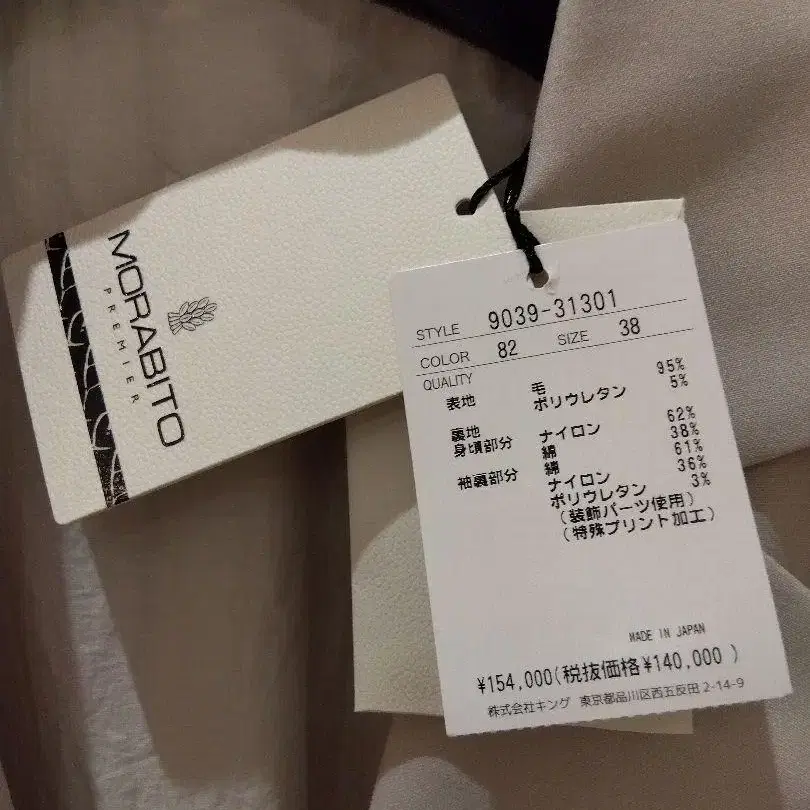 MORABITO
PREMIER
STYLE 9039-31301
COLOR 82 SIZE 38
QUALITY
表地 毛 95%
ポリウレタン 5%
裏地
身頃部分 ナイロン 62%
綿 38%
袖裏部分 綿 61%
ナイロン 36%
ポリウレタン 3%
(装飾パーツ使用)
(特殊プリント加工)
MADE IN JAPAN
¥154,000(税抜価格¥140,000 )
株式会社キング 東京都品川区西五反田 2-14-9